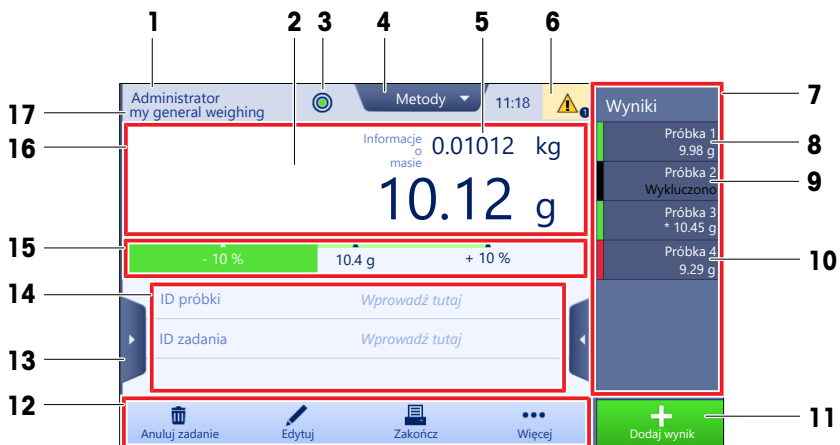 1
2
3
4
5
6
7
8
9
10
11
12
13
14
15
16
17
Administrator
my general weighing
Metody
11:18
1
Informacje
o
masie
0.01012 kg
10.12 g
- 10 %
10.4 g
+ 10 %
ID próbki
Wprowadź tutaj
ID zadania
Wprowadź tutaj
Anuluj zadanie
Edytuj
Zakończ
Więcej
Wyniki
Próbka 1
9.98 g
Próbka 2
Wykluczono
Próbka 3
* 10.45 g
Próbka 4
9.29 g
Dodaj wynik